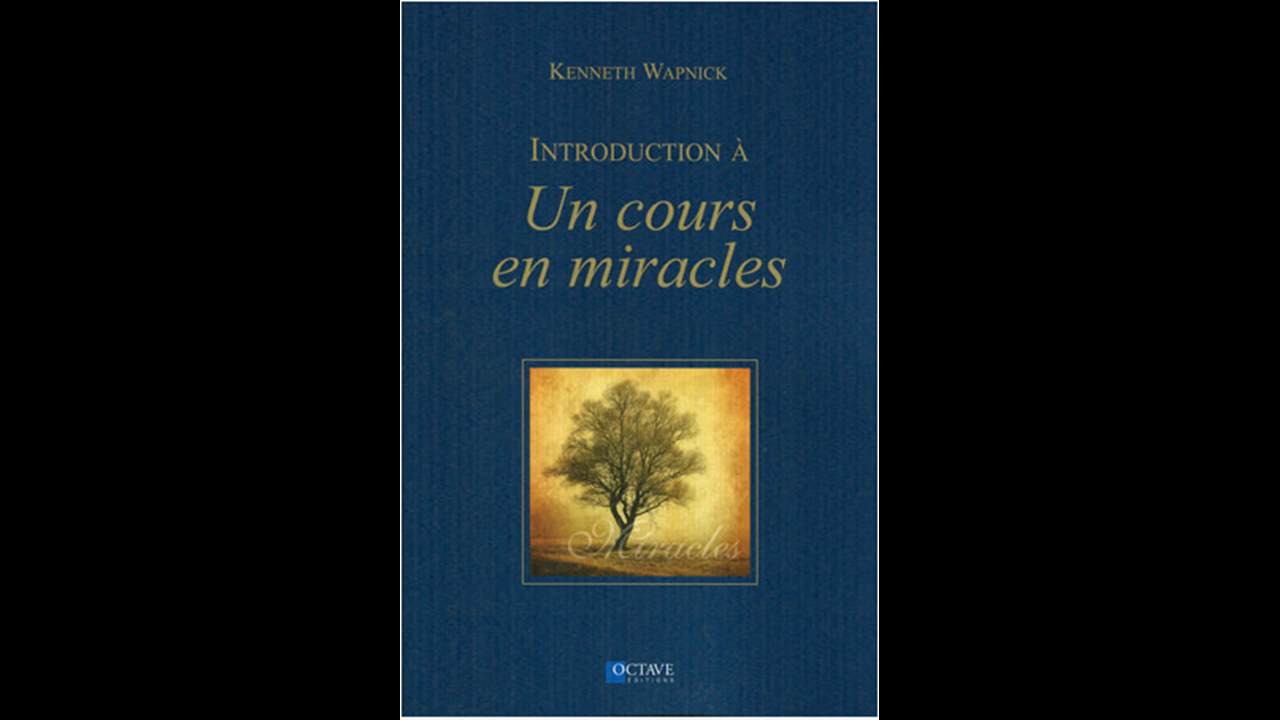 KENNETH WAPNICK
INTRODUCTION À
Un cours
en miracles
Miracles
OCTAVE
ÉDITIONS